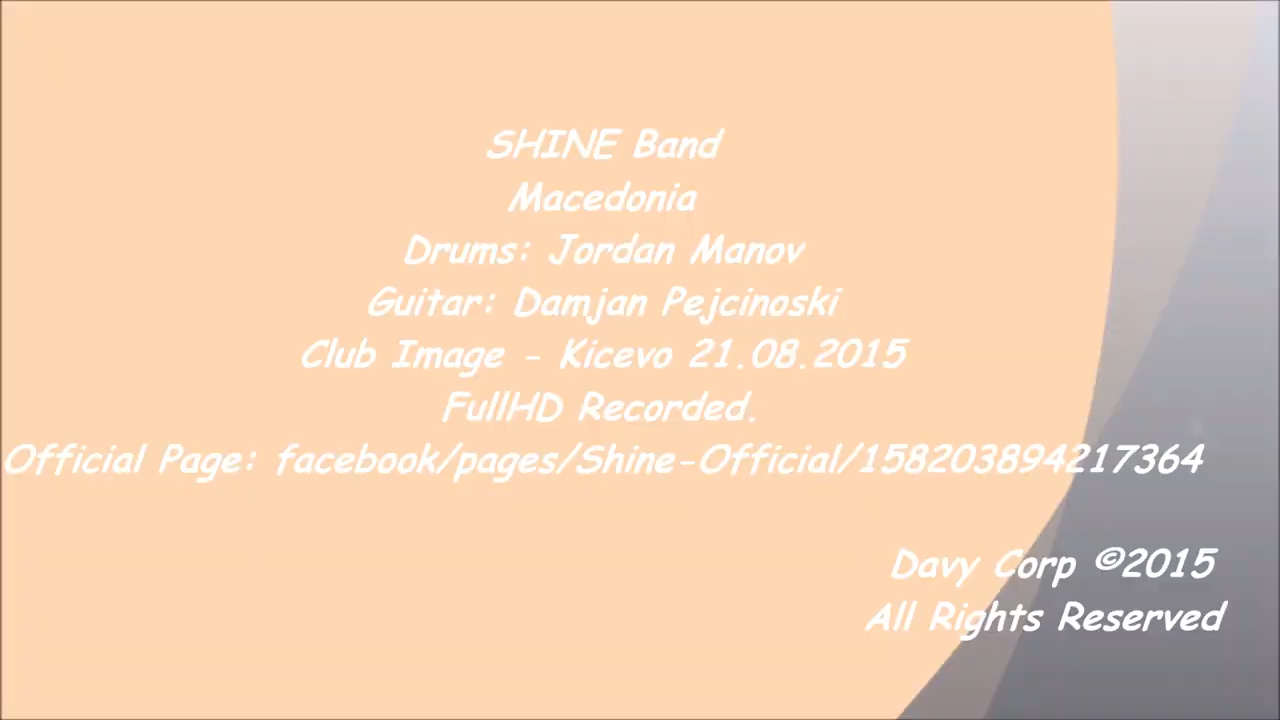 SHINE Band
Macedonia
Drums: Jordan Manov
Guitar: Damjan Pejcinoski
Club Image - Kicevo 21.08.2015
FullHD Recorded.
Official Page: facebook/pages/Shine-Official/158203894217364
Davy Corp ©2015
All Rights Reserved